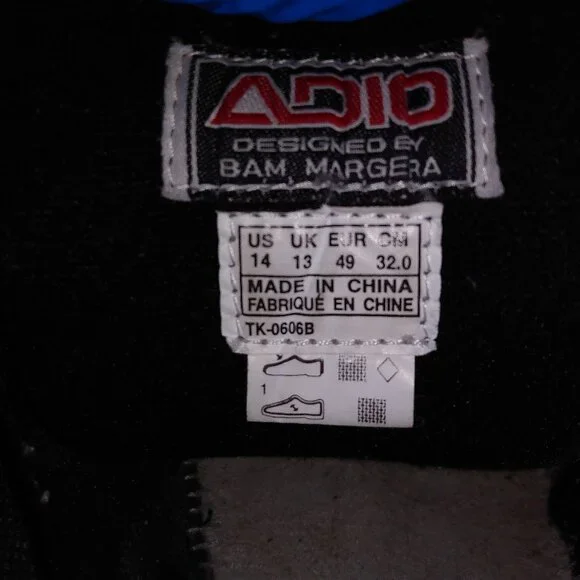 ADIO
DESIGNED BY
BAM MARGERA
US UK EUR CM
14 13 49 32.0
MADE IN CHINA
FABRIQUÉ EN CHINE
TK-0606B
1